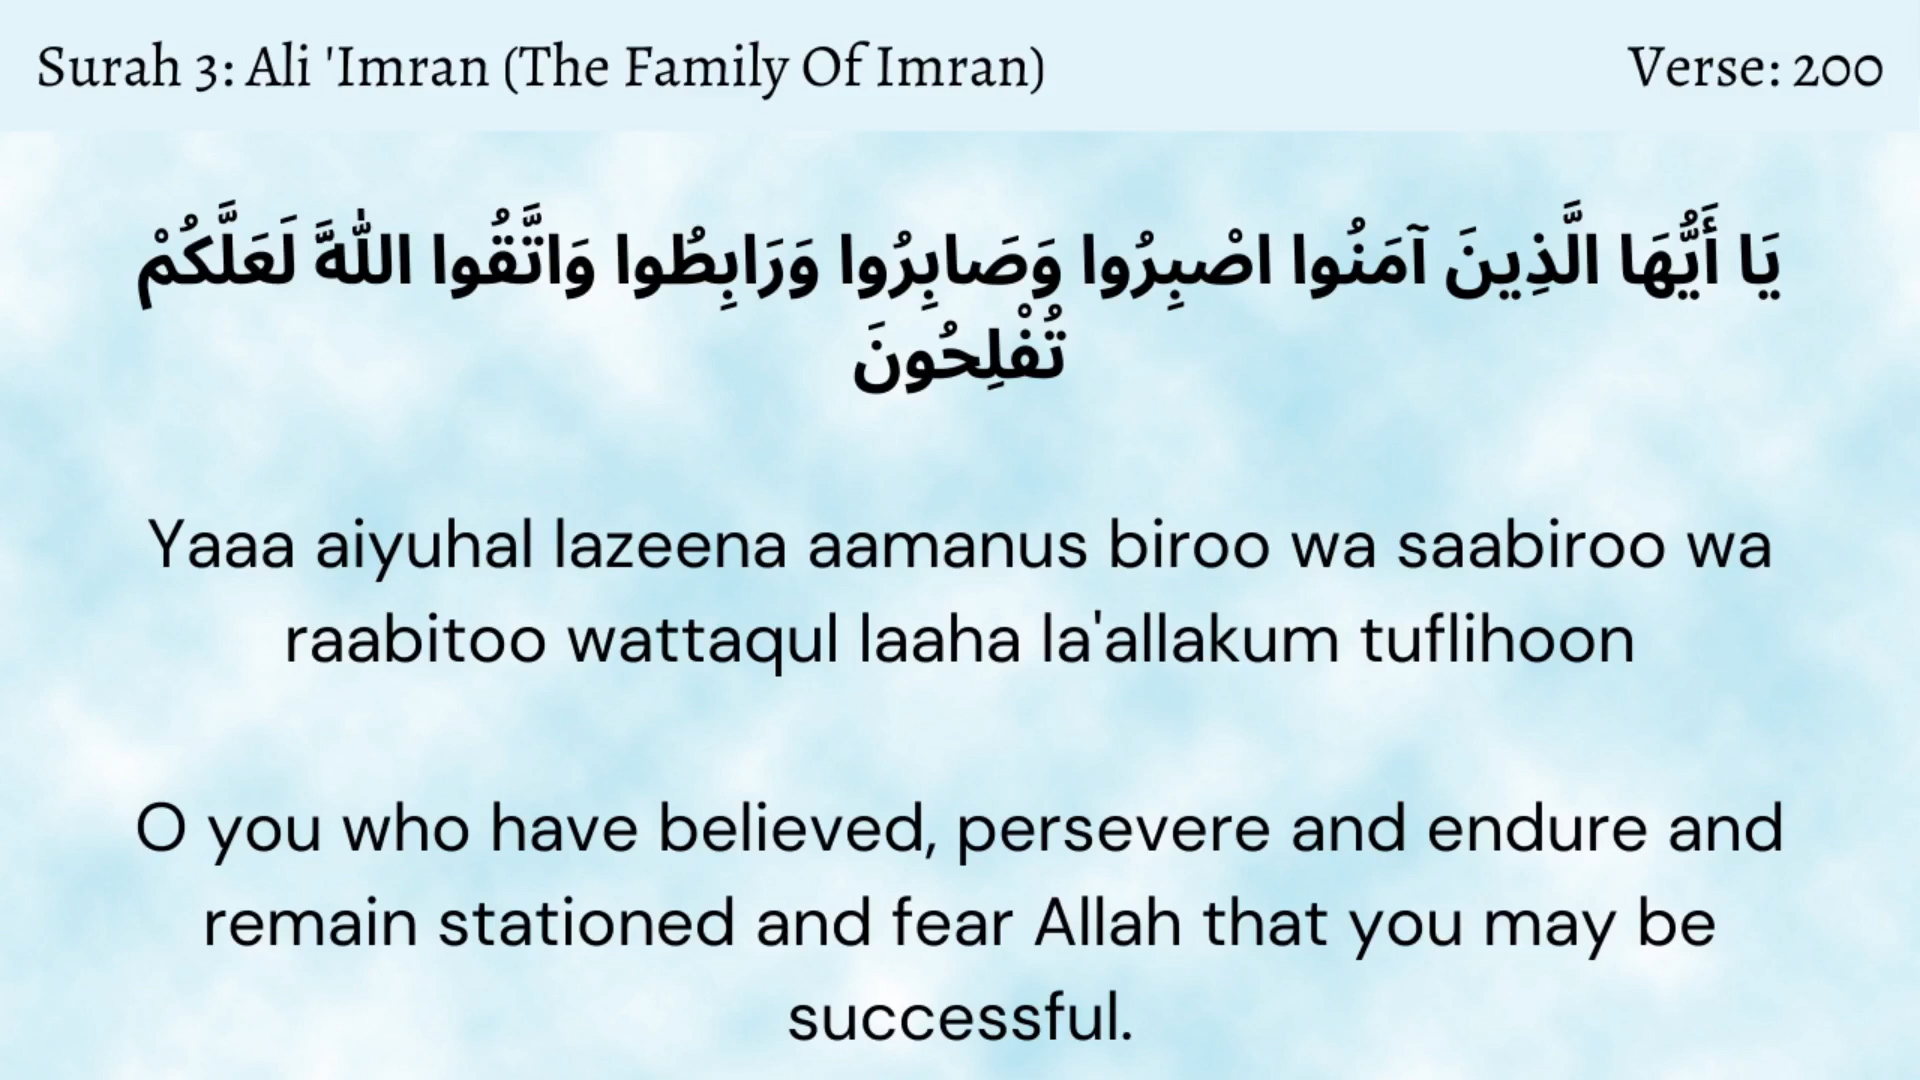 Surah 3: Ali 'Imran (The Family Of Imran)
Verse: 200
يَا أَيُّهَا الَّذِينَ آمَنُوا اصْبِرُوا وَصَابِرُوا وَرَابِطُوا وَاتَّقُوا اللَّهَ لَعَلَّكُمْ
تُفْلِحُونَ
Yaaa aiyuhal lazeena aamanus biroo wa saabiroo wa
raabitoo wattaqul laaha la'allakum tuflihoon
O you who have believed, persevere and endure and
remain stationed and fear Allah that you may be
successful.